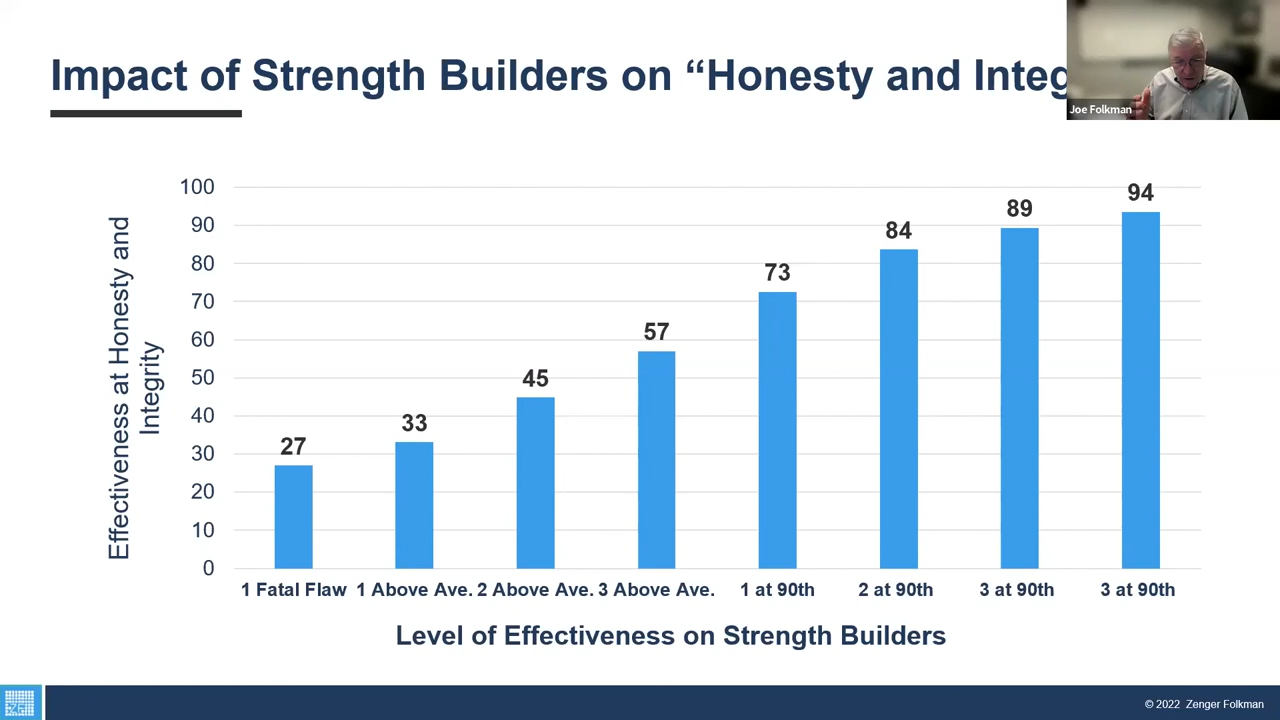 Impact of Strength Builders on “Honesty and Integ
Joe Folkman
100
90
80
70
60
50
40
30
20
10
0
Effectiveness at Honesty and
Integrity
27
33
45
57
73
84
89
94
1 Fatal Flaw
1 Above Ave.
2 Above Ave.
3 Above Ave.
1 at 90th
2 at 90th
3 at 90th
3 at 90th
Level of Effectiveness on Strength Builders
© 2022 Zenger Folkman